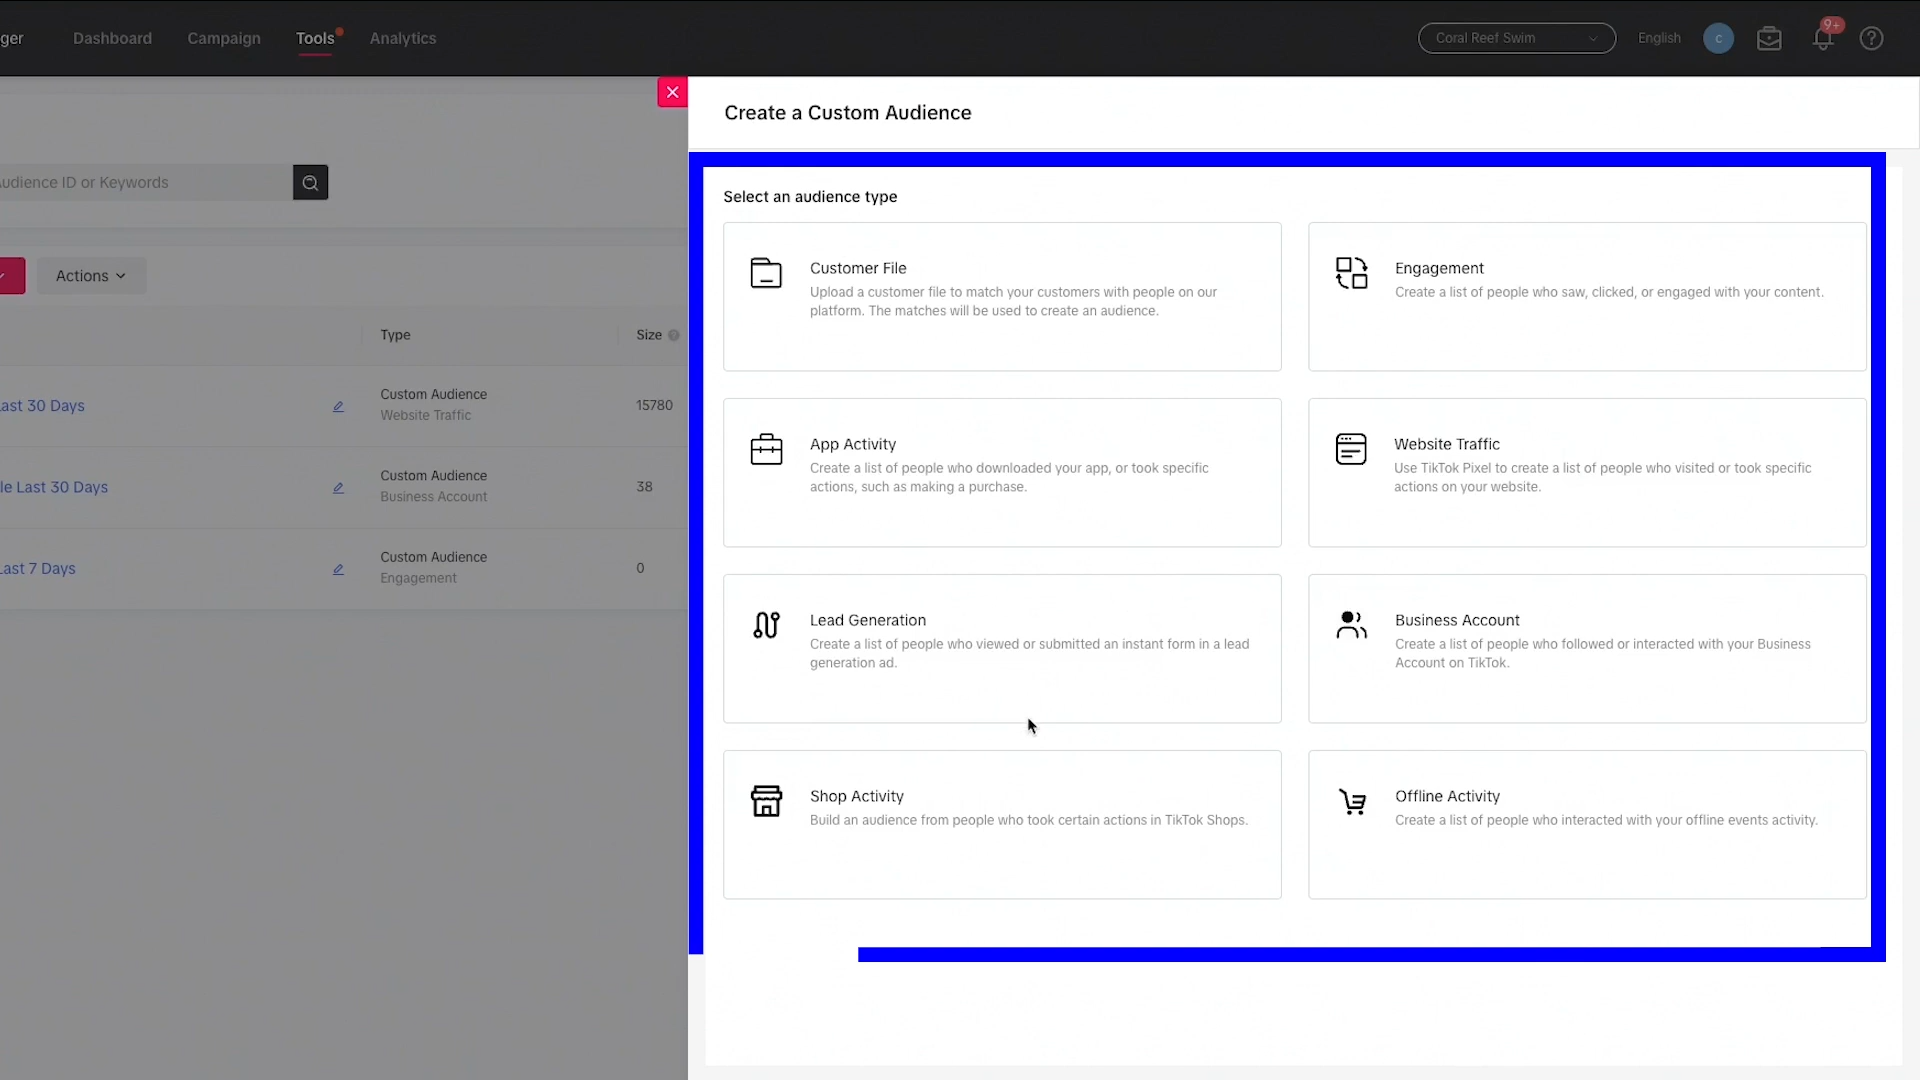 ger
Dashboard
Campaign
Tools
Analytics
Coral Reef Swim
English
c
9+
Create a Custom Audience
Audience ID or Keywords
Select an audience type
Customer File
Upload a customer file to match your customers with people on our
platform. The matches will be used to create an audience.
Engagement
Create a list of people who saw, clicked, or engaged with your content.
App Activity
Create a list of people who downloaded your app, or took specific
actions, such as making a purchase.
Website Traffic
Use TikTok Pixel to create a list of people who visited or took specific
actions on your website.
Lead Generation
Create a list of people who viewed or submitted an instant form in a lead
generation ad.
Business Account
Create a list of people who followed or interacted with your Business
Account on TikTok.
Shop Activity
Build an audience from people who took certain actions in TikTok Shops.
Offline Activity
Create a list of people who interacted with your offline events activity.
Actions
Type
Size
Last 30 Days
Custom Audience
Website Traffic
15780
le Last 30 Days
Custom Audience
Business Account
38
Last 7 Days
Custom Audience
Engagement
0